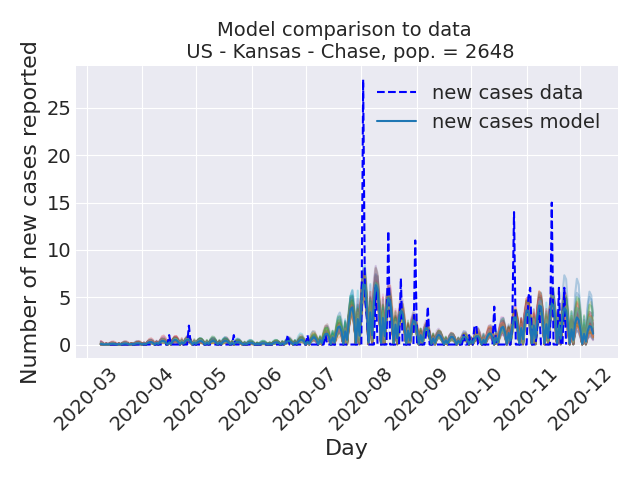 Model comparison to data
US - Kansas - Chase, pop. = 2648
Number of new cases reported
25
20
15
10
5
0
new cases data
new cases model
2020-03
2020-04
2020-05
2020-06
2020-07
2020-08
2020-09
2020-10
2020-11
2020-12
Day